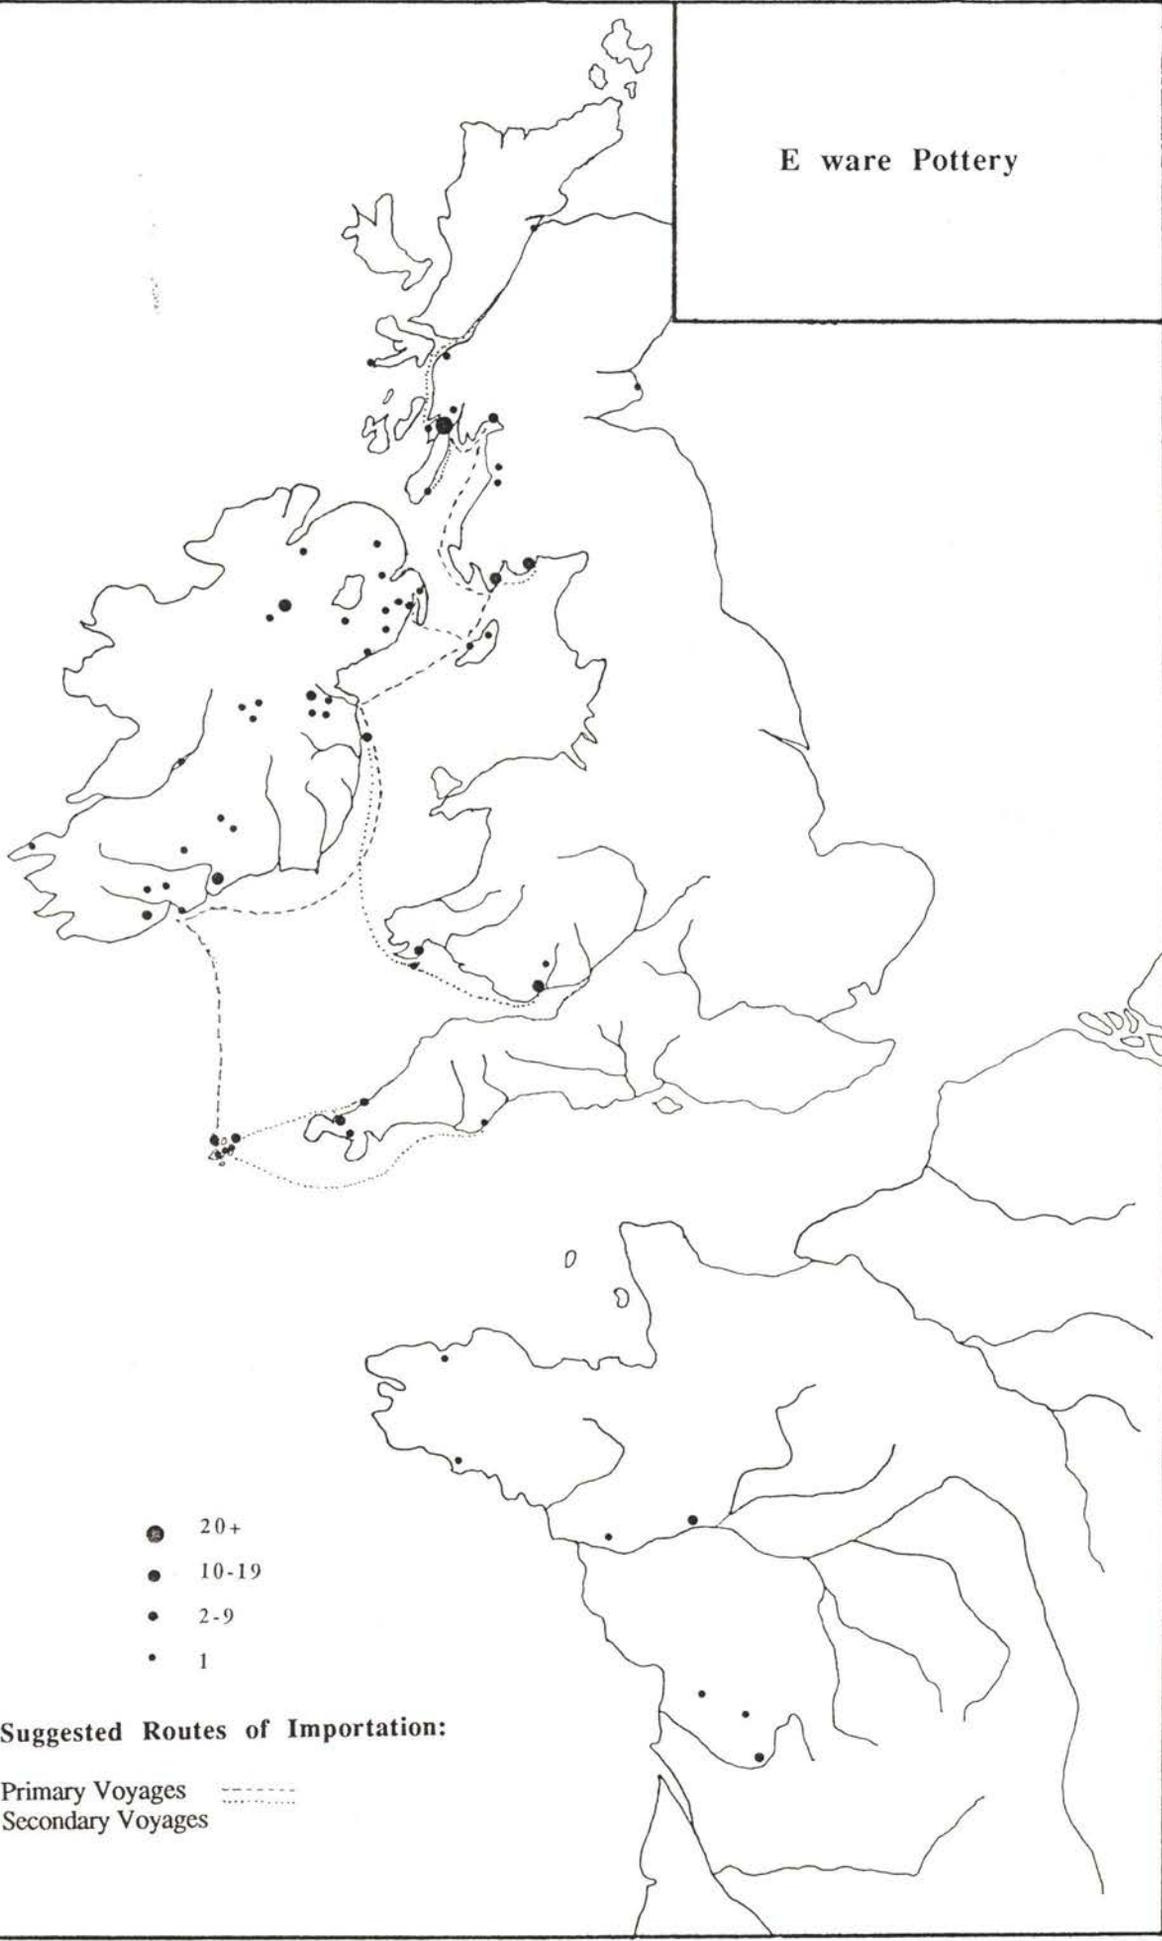 E ware Pottery
20+
10-19
2-9
1
Suggested Routes of Importation:
Primary Voyages
Secondary Voyages